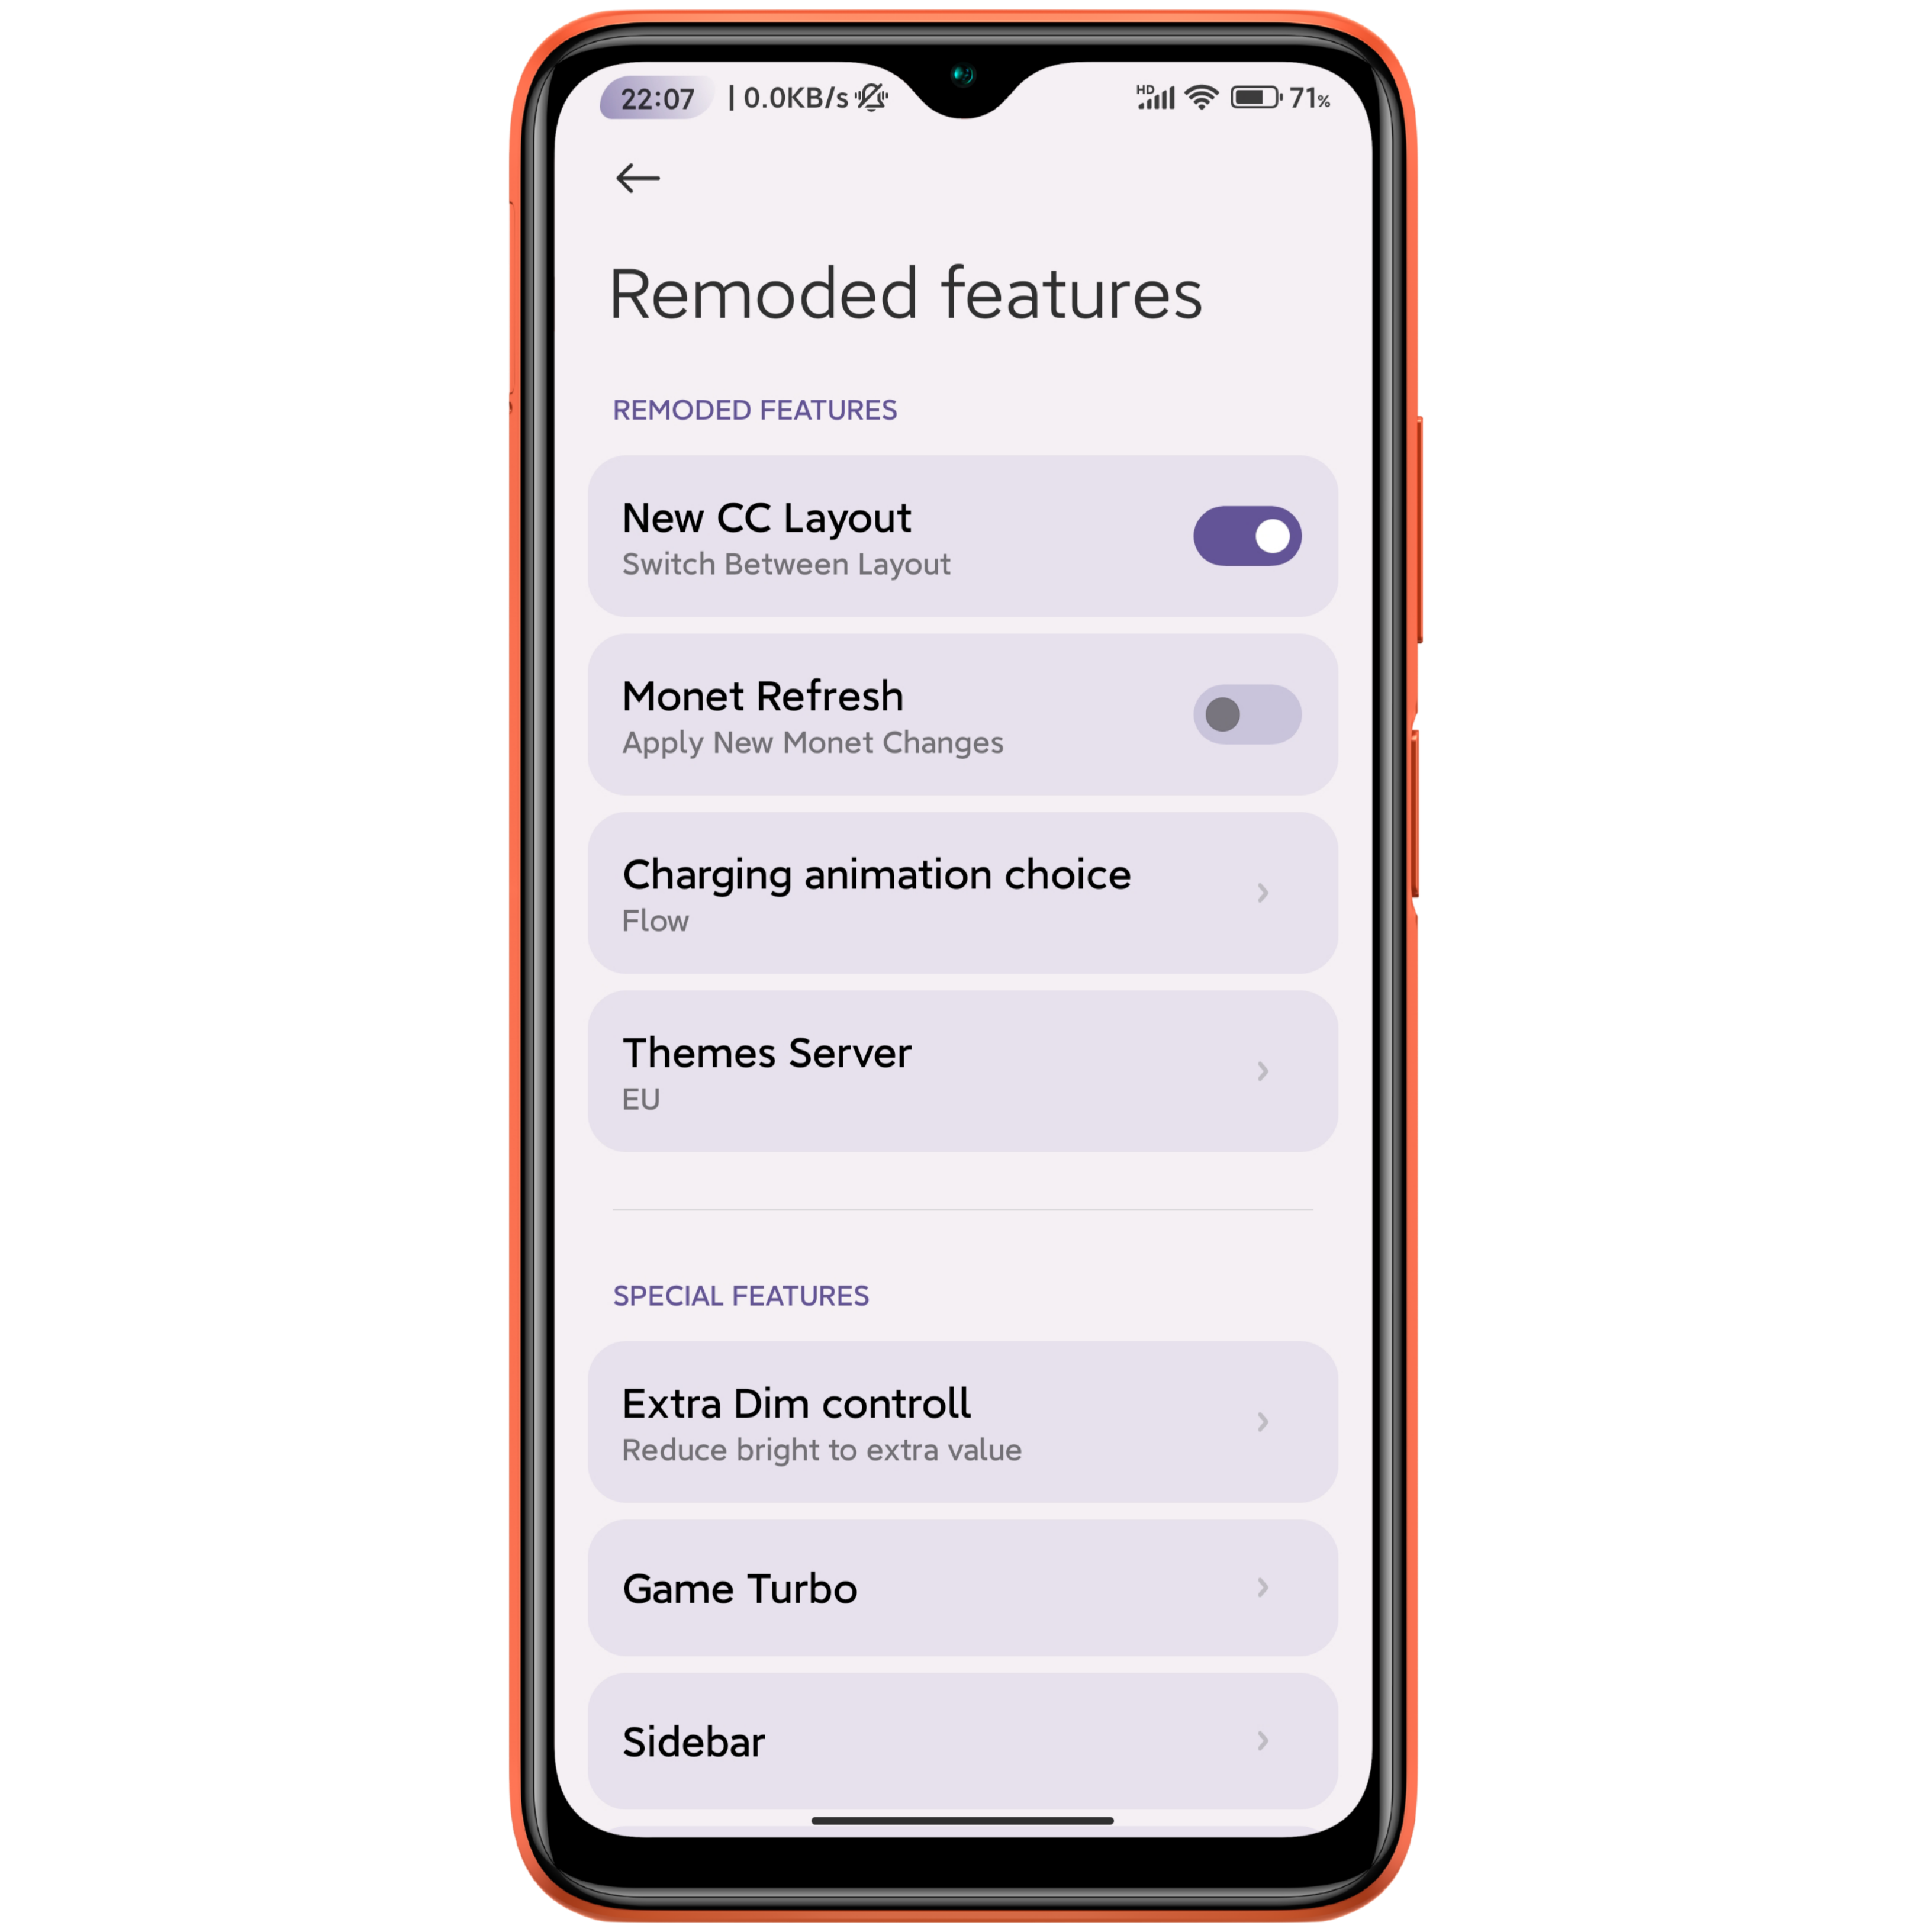 22:07 | 0.0KB/s HD 71%
Remoded features
REMODED FEATURES
New CC Layout
Switch Between Layout
Monet Refresh
Apply New Monet Changes
Charging animation choice
Flow
Themes Server
EU
SPECIAL FEATURES
Extra Dim controll
Reduce bright to extra value
Game Turbo
Sidebar